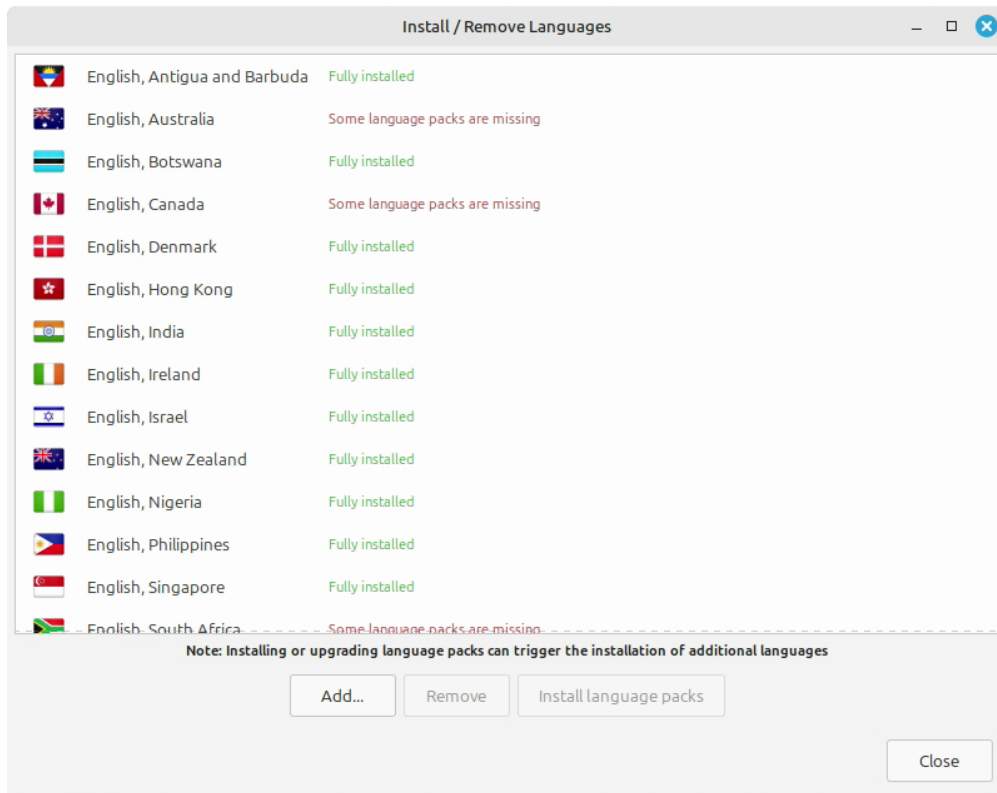 Install / Remove Languages
English, Antigua and Barbuda Fully installed
English, Australia Some language packs are missing
English, Botswana Fully installed
English, Canada Some language packs are missing
English, Denmark Fully installed
English, Hong Kong Fully installed
English, India Fully installed
English, Ireland Fully installed
English, Israel Fully installed
English, New Zealand Fully installed
English, Nigeria Fully installed
English, Philippines Fully installed
English, Singapore Fully installed
English, South Africa Some language packs are missing
Note: Installing or upgrading language packs can trigger the installation of additional languages
Add... Remove Install language packs
Close